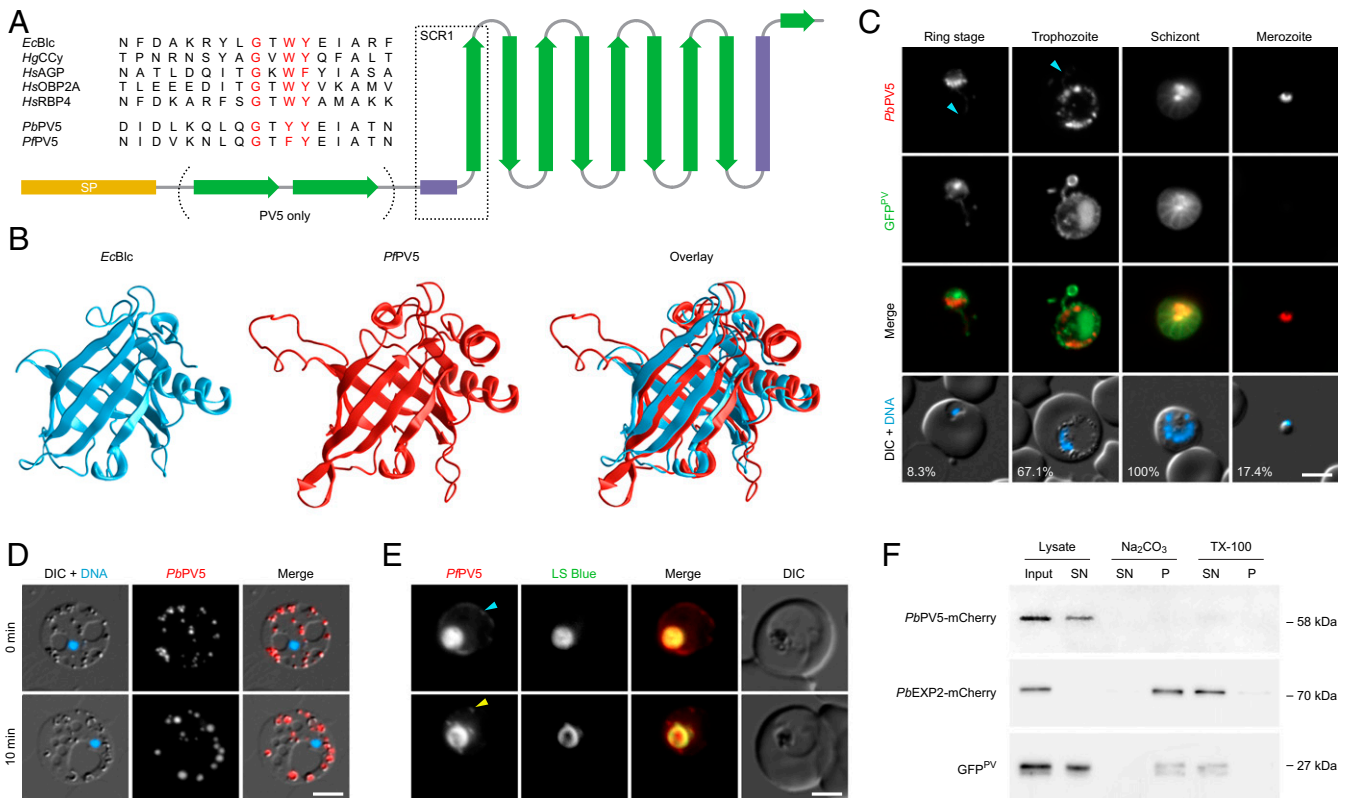 A
EcBlc N F D A K R Y L G T W Y E I A R F
HgCCy T P N R N S Y A G V W Y Q F A L T
HsAGP N A T L D Q I T G K W F Y I A S A
HsOBP2A T L E E E D I T G T W Y V K A M V
HsRBP4 N F D K A R F S G T W Y A M A K K
PbPV5 D I D L K Q L Q G T Y Y E I A T N
PfPV5 N I D V K N L Q G T F Y E I A T N
SCR1
SP
PV5 only
B
EcBlc PfPV5 Overlay
C
Ring stage Trophozoite Schizont Merozoite
PbPV5
GFPPV
Merge
DIC + DNA
8.3% 67.1% 100% 17.4%
D
DIC + DNA PbPV5 Merge
0 min
10 min
E
PfPV5 LS Blue Merge DIC
F
Lysate Na₂CO₃ TX-100
Input SN SN P SN P
PbPV5-mCherry – 58 kDa
PbEXP2-mCherry – 70 kDa
GFPPV – 27 kDa